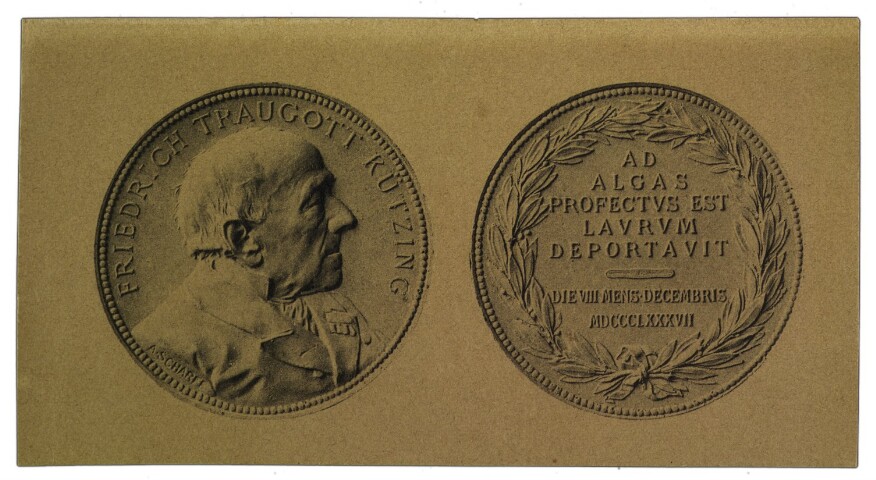 FRIEDRICH TRAUGOTT KÜTZING
A·SCHARFF
AD
ALGAS
PROFECTVS EST
LAVRVM
DEPORTAVIT
DIE VIII MENS·DECEMBRIS
MDCCCLXXXVII